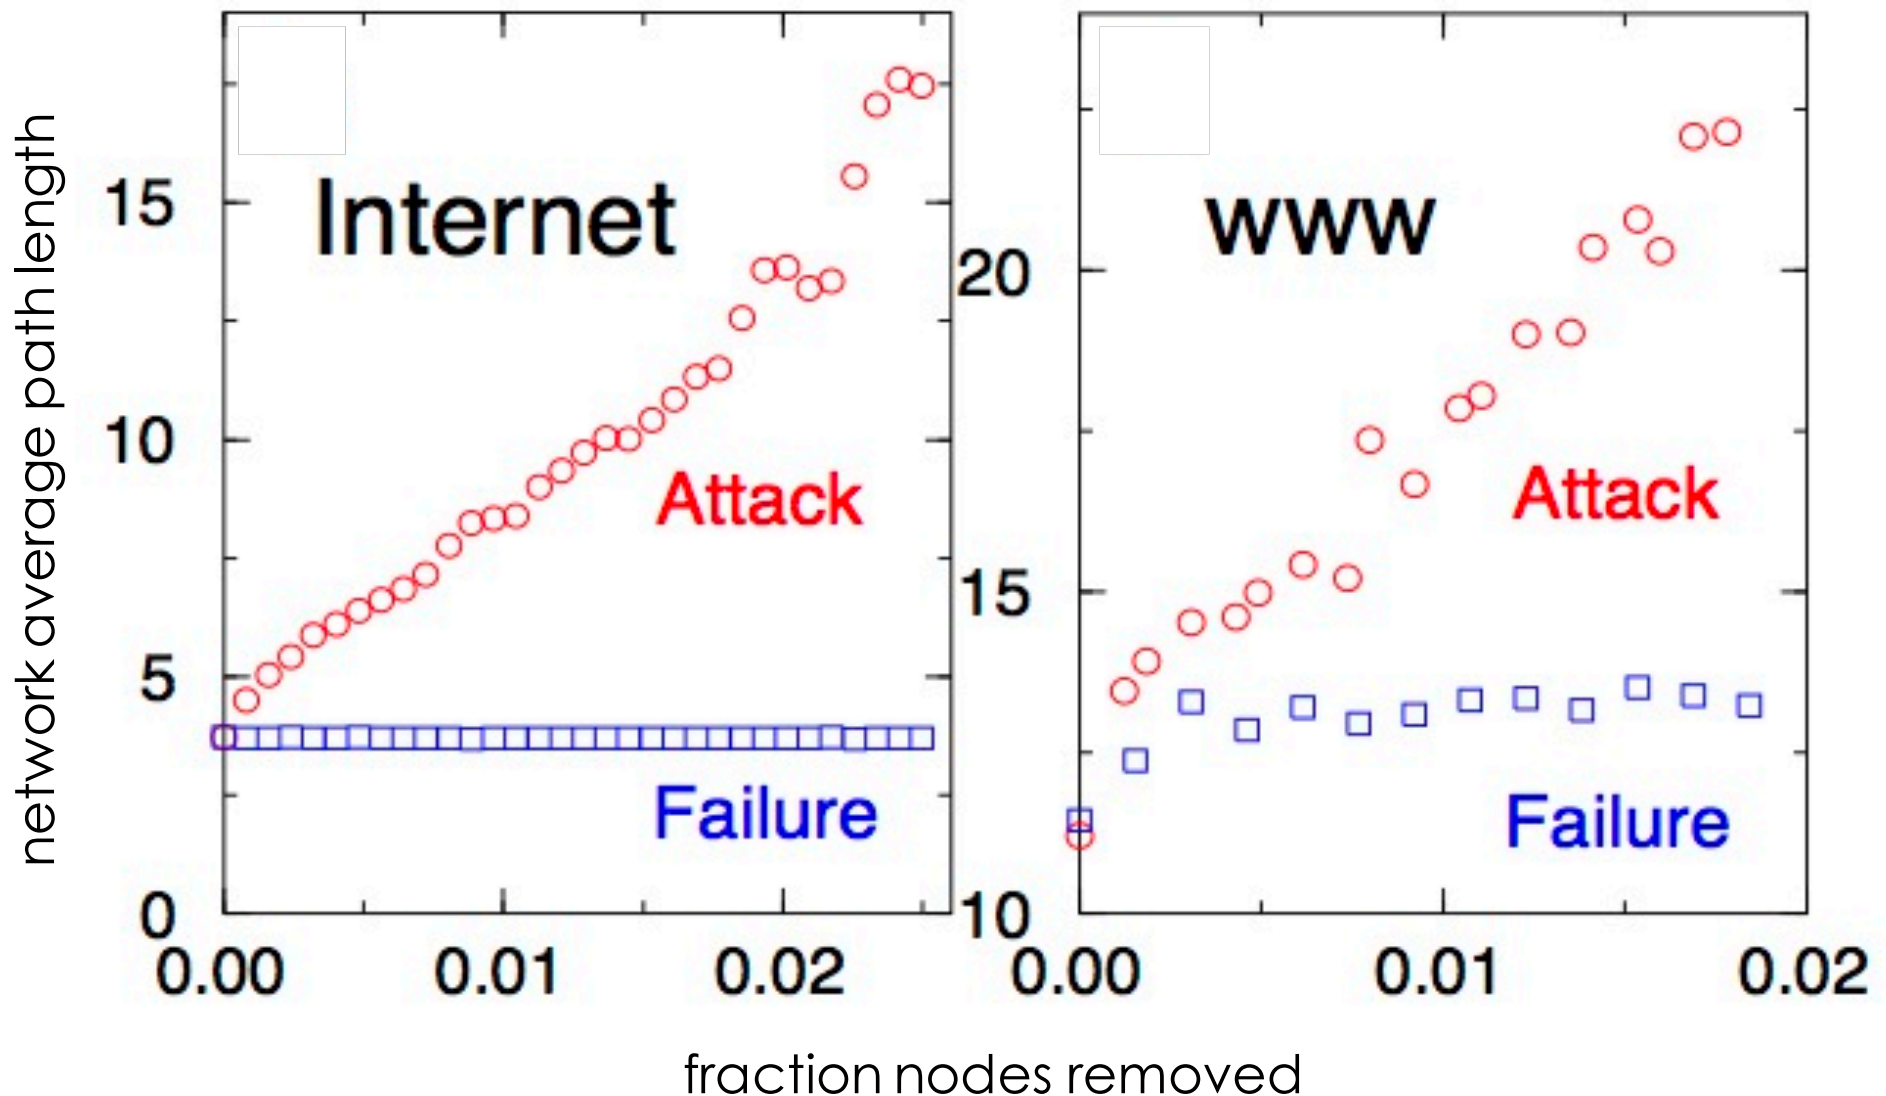 network average path length
Internet
15
10
5
0
Attack
Failure
0.00 0.01 0.02
www
20
15
10
Attack
Failure
0.00 0.01 0.02
fraction nodes removed